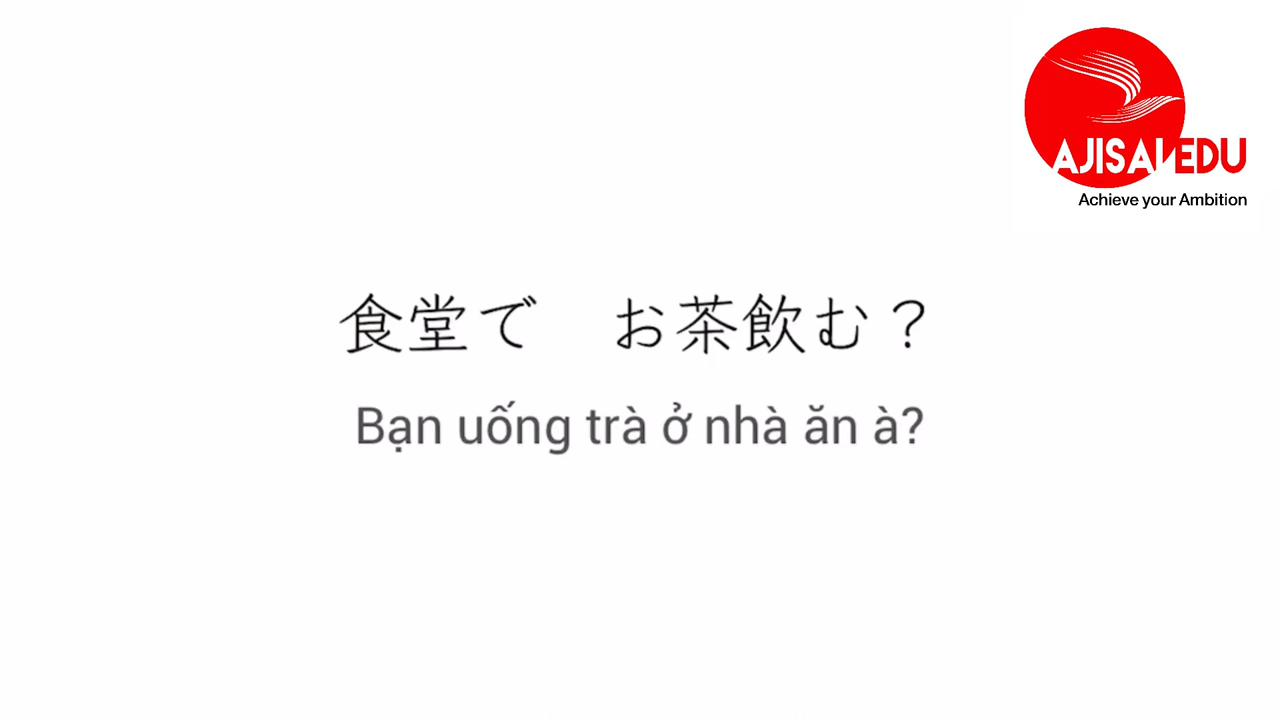 AJISAI EDU
Achieve your Ambition
食堂で　お茶飲む？
Bạn uống trà ở nhà ăn à?